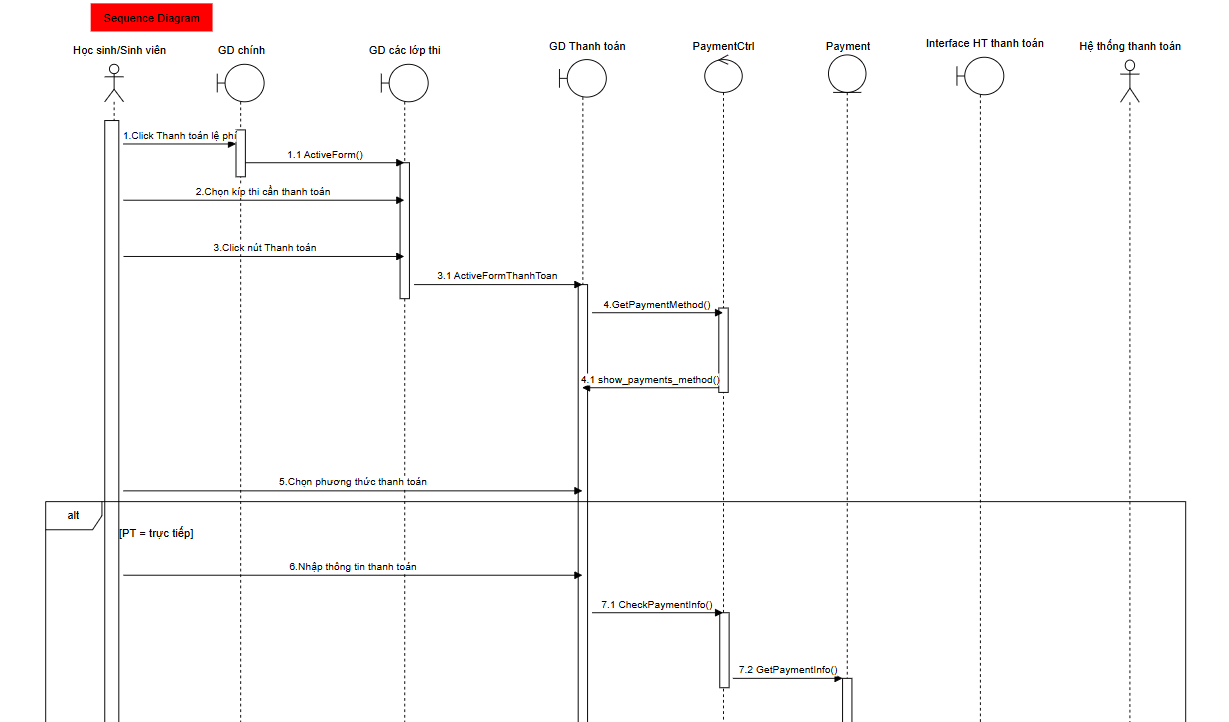 Sequence Diagram
Học sinh/Sinh viên
GD chính
GD các lớp thi
GD Thanh toán
PaymentCtrl
Payment
Interface HT thanh toán
Hệ thống thanh toán
1.Click Thanh toán lệ phí
1.1 ActiveForm()
2.Chọn kíp thi cần thanh toán
3.Click nút Thanh toán
3.1 ActiveFormThanhToan
4.GetPaymentMethod()
4.1 show_payments_method()
5.Chọn phương thức thanh toán
alt
[PT = trực tiếp]
6.Nhập thông tin thanh toán
7.1 CheckPaymentInfo()
7.2 GetPaymentInfo()